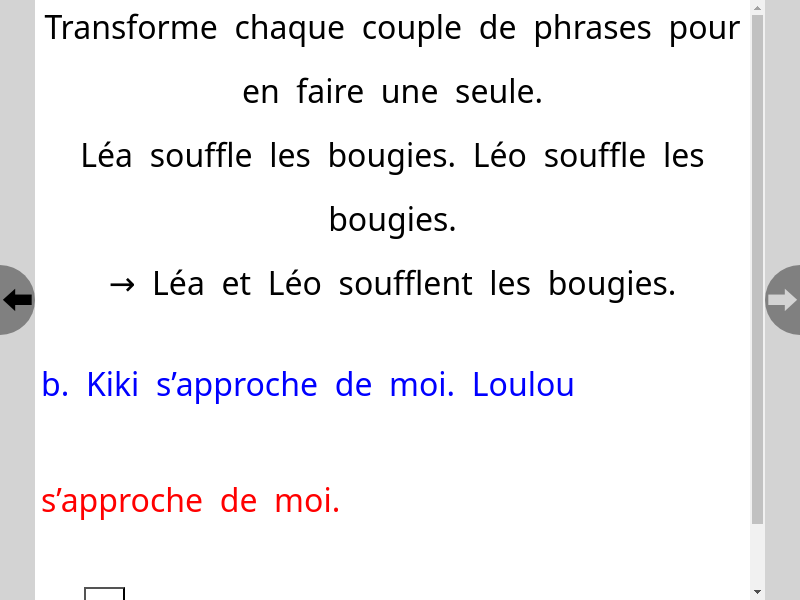 Transforme chaque couple de phrases pour
en faire une seule.
Léa souffle les bougies. Léo souffle les
bougies.
→ Léa et Léo soufflent les bougies.
b. Kiki s’approche de moi. Loulou
s’approche de moi.